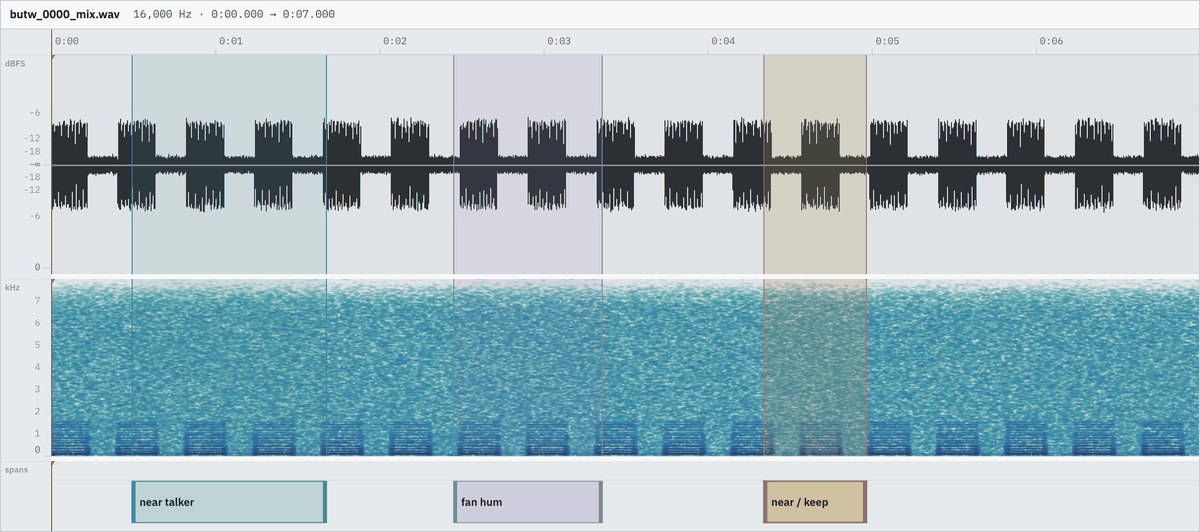 butw_0000_mix.wav 16,000 Hz · 0:00.000 → 0:07.000
0:00 0:01 0:02 0:03 0:04 0:05 0:06
dBFS
-6
-12
-18
-∞
-18
-12
-6
0
kHz
7
6
5
4
3
2
1
0
spans
near talker fan hum near / keep